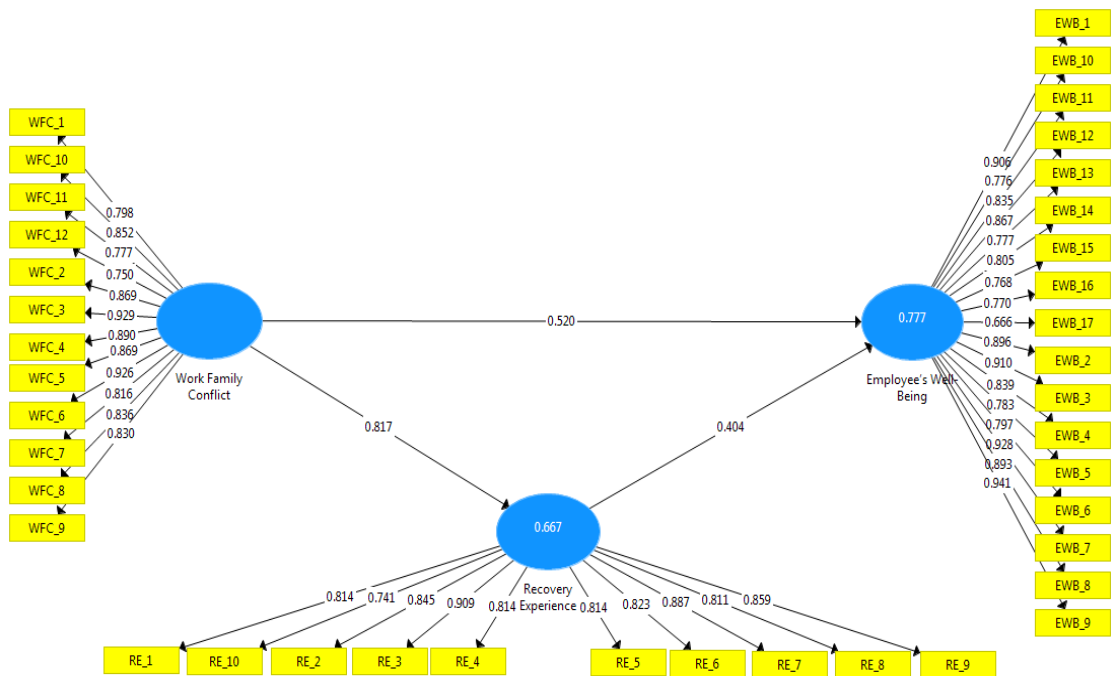 WFC_1
WFC_10
WFC_11
WFC_12
WFC_2
WFC_3
WFC_4
WFC_5
WFC_6
WFC_7
WFC_8
WFC_9
0.798
0.852
0.777
0.750
0.869
0.929
0.890
0.869
0.926
0.816
0.836
0.830
Work Family
Conflict
0.520
0.817
0.404
0.667
Recovery
Experience
0.814
0.741
0.845
0.909
0.814
0.814
0.823
0.887
0.811
0.859
RE_1
RE_10
RE_2
RE_3
RE_4
RE_5
RE_6
RE_7
RE_8
RE_9
0.777
Employee's Well-
Being
0.906
0.776
0.835
0.867
0.777
0.805
0.768
0.770
0.666
0.896
0.910
0.839
0.783
0.797
0.928
0.893
0.941
EWB_1
EWB_10
EWB_11
EWB_12
EWB_13
EWB_14
EWB_15
EWB_16
EWB_17
EWB_2
EWB_3
EWB_4
EWB_5
EWB_6
EWB_7
EWB_8
EWB_9